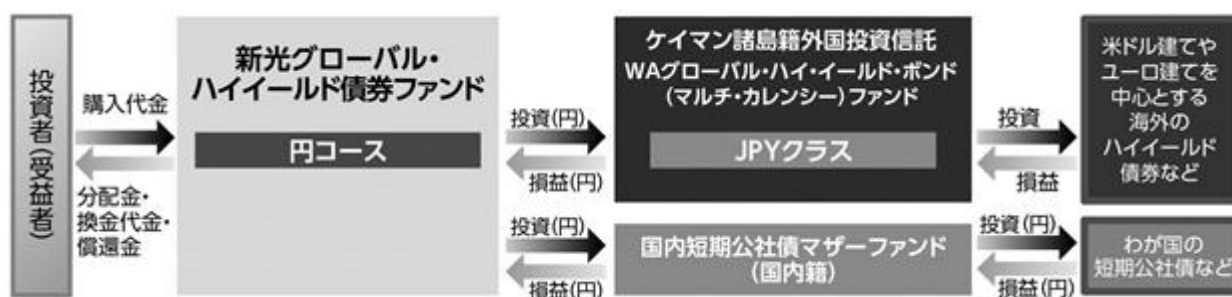 投資者(受益者)
購入代金
分配金・
換金代金・
償還金
新光グローバル・
ハイイールド債券ファンド
円コース
投資(円)
損益(円)
投資(円)
損益(円)
ケイマン諸島籍外国投資信託
WAグローバル・ハイ・イールド・ボンド
(マルチ・カレンシー)ファンド
JPYクラス
国内短期公社債マザーファンド
(国内籍)
投資
損益
投資(円)
損益(円)
米ドル建てや
ユーロ建てを
中心とする
海外の
ハイイールド
債券など
わが国の
短期公社債など